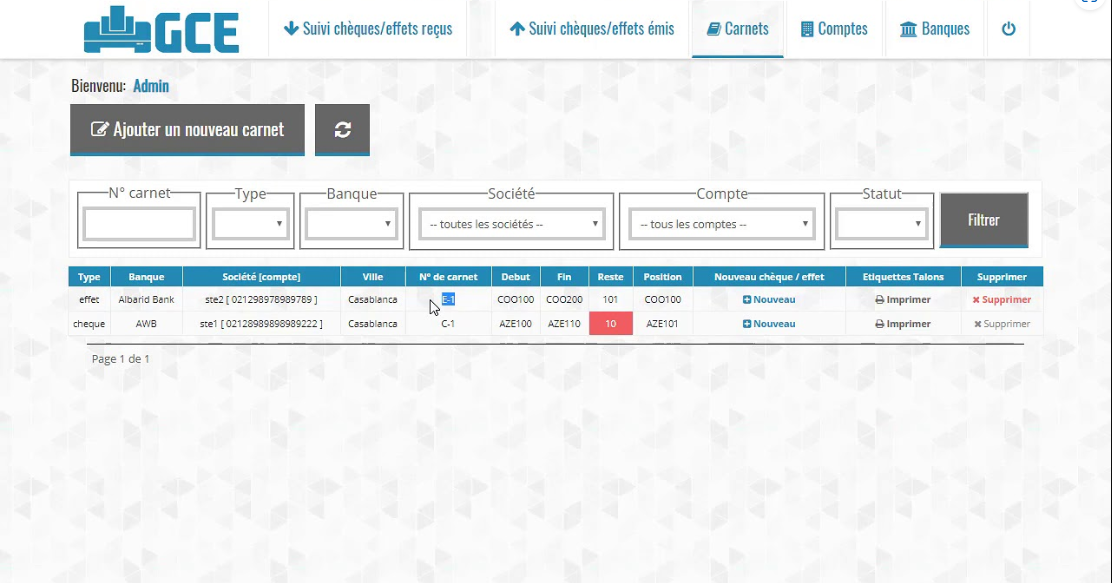 GCE
Suivi chèques/effets reçus
Suivi chèques/effets émis
Carnets
Comptes
Banques
Bienvenu: Admin
Ajouter un nouveau carnet
N° carnet
Type
Banque
Société
Compte
Statut
-- toutes les sociétés --
-- tous les comptes --
Filtrer
Type Banque Société [compte] Ville N° de carnet Debut Fin Reste Position Nouveau chèque / effet Etiquettes Talons Supprimer
effet Albarid Bank ste2 [ 021298978989789 ] Casablanca E-1 COO100 COO200 101 COO100 Nouveau Imprimer Supprimer
cheque AWB ste1 [ 02128989898989222 ] Casablanca C-1 AZE100 AZE110 10 AZE101 Nouveau Imprimer Supprimer
Page 1 de 1